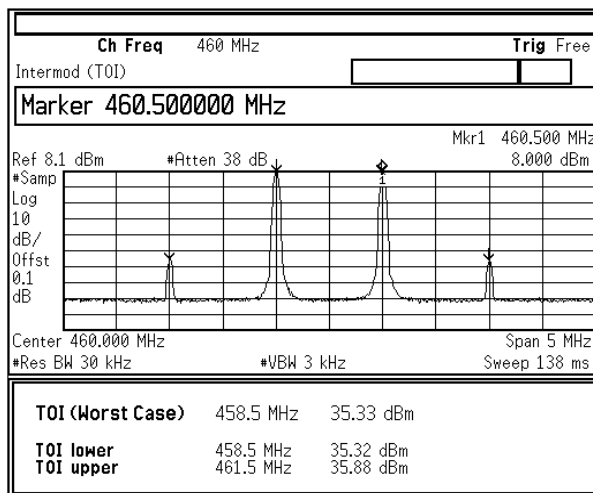 Ch Freq 460 MHz Trig Free
Intermod (TOI)
Marker 460.500000 MHz
Mkr1 460.500 MHz
Ref 8.1 dBm #Atten 38 dB 8.000 dBm
#Samp
Log
10
dB/
Offst
0.1
dB
1
Center 460.000 MHz Span 5 MHz
#Res BW 30 kHz #VBW 3 kHz Sweep 138 ms
TOI (Worst Case) 458.5 MHz 35.33 dBm
TOI lower 458.5 MHz 35.32 dBm
TOI upper 461.5 MHz 35.88 dBm